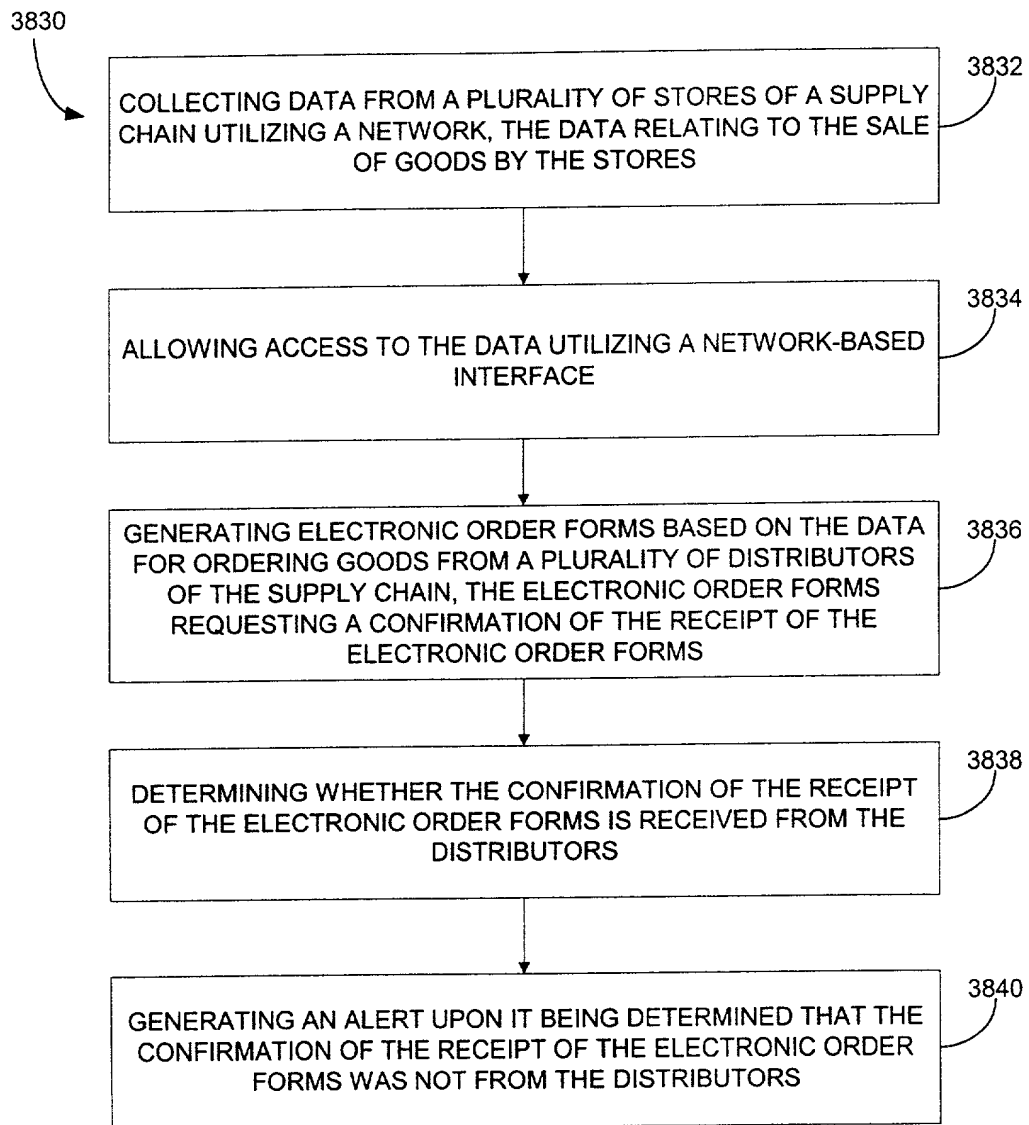 3830
3832
COLLECTING DATA FROM A PLURALITY OF STORES OF A SUPPLY
CHAIN UTILIZING A NETWORK, THE DATA RELATING TO THE SALE
OF GOODS BY THE STORES
3834
ALLOWING ACCESS TO THE DATA UTILIZING A NETWORK-BASED
INTERFACE
3836
GENERATING ELECTRONIC ORDER FORMS BASED ON THE DATA
FOR ORDERING GOODS FROM A PLURALITY OF DISTRIBUTORS
OF THE SUPPLY CHAIN, THE ELECTRONIC ORDER FORMS
REQUESTING A CONFIRMATION OF THE RECEIPT OF THE
ELECTRONIC ORDER FORMS
3838
DETERMINING WHETHER THE CONFIRMATION OF THE RECEIPT
OF THE ELECTRONIC ORDER FORMS IS RECEIVED FROM THE
DISTRIBUTORS
3840
GENERATING AN ALERT UPON IT BEING DETERMINED THAT THE
CONFIRMATION OF THE RECEIPT OF THE ELECTRONIC ORDER
FORMS WAS NOT FROM THE DISTRIBUTORS